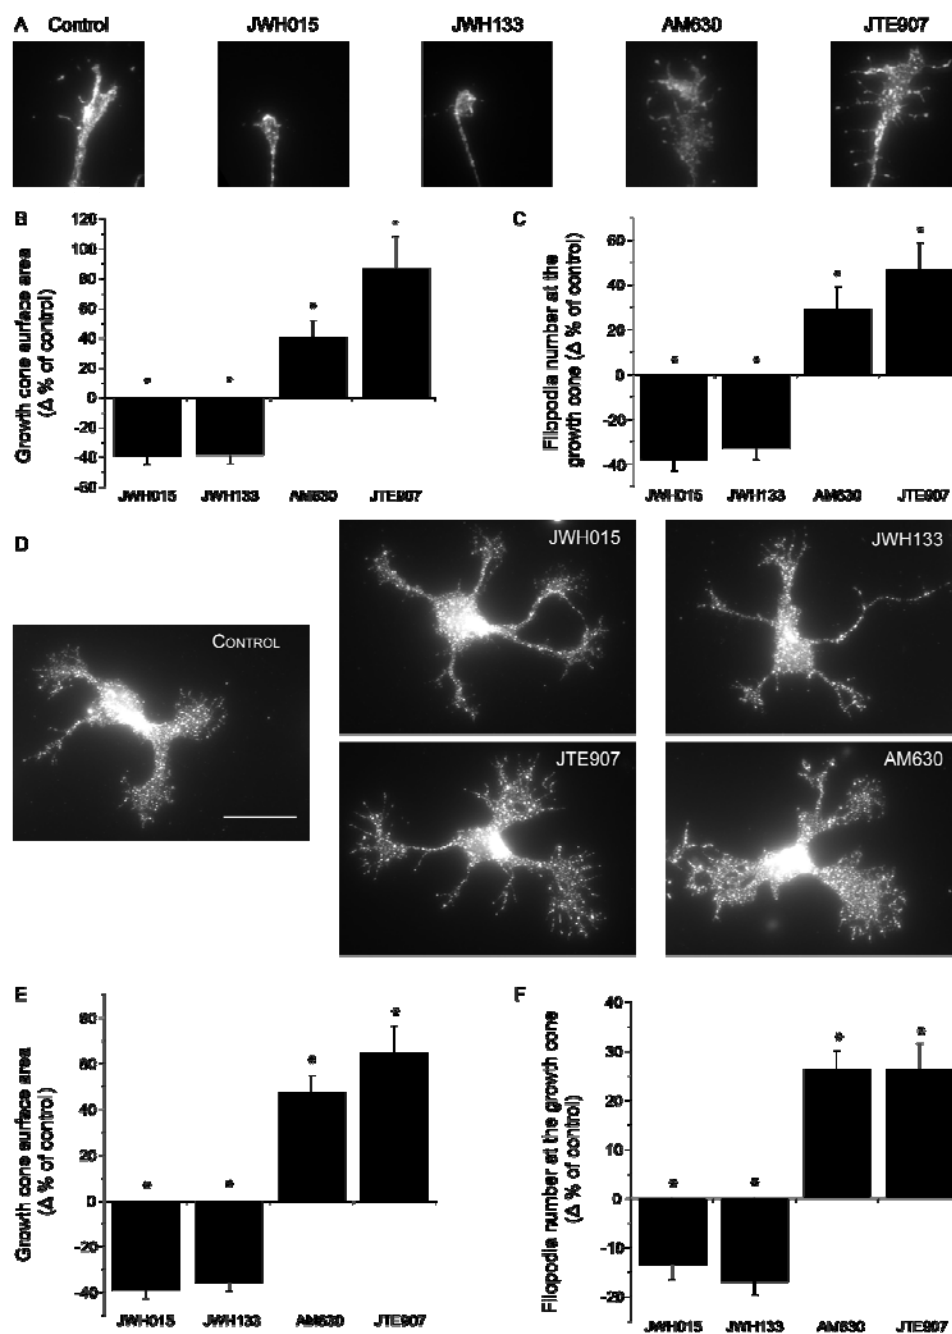 A Control JWH015 JWH133 AM630 JTE907
B
Growth cone surface area
(Δ % of control)
120
100
80
60
40
20
0
-20
-40
-60
JWH015 JWH133 AM630 JTE907
C
Filopodia number at the
growth cone (Δ % of control)
60
40
20
0
-20
-40
JWH015 JWH133 AM630 JTE907
D
CONTROL
JWH015
JWH133
JTE907
AM630
E
Growth cone surface area
(Δ % of control)
80
60
40
20
0
-20
-40
JWH015 JWH133 AM630 JTE907
F
Filopodia number at the growth cone
(Δ % of control)
40
30
20
10
0
-10
-20
JWH015 JWH133 AM630 JTE907